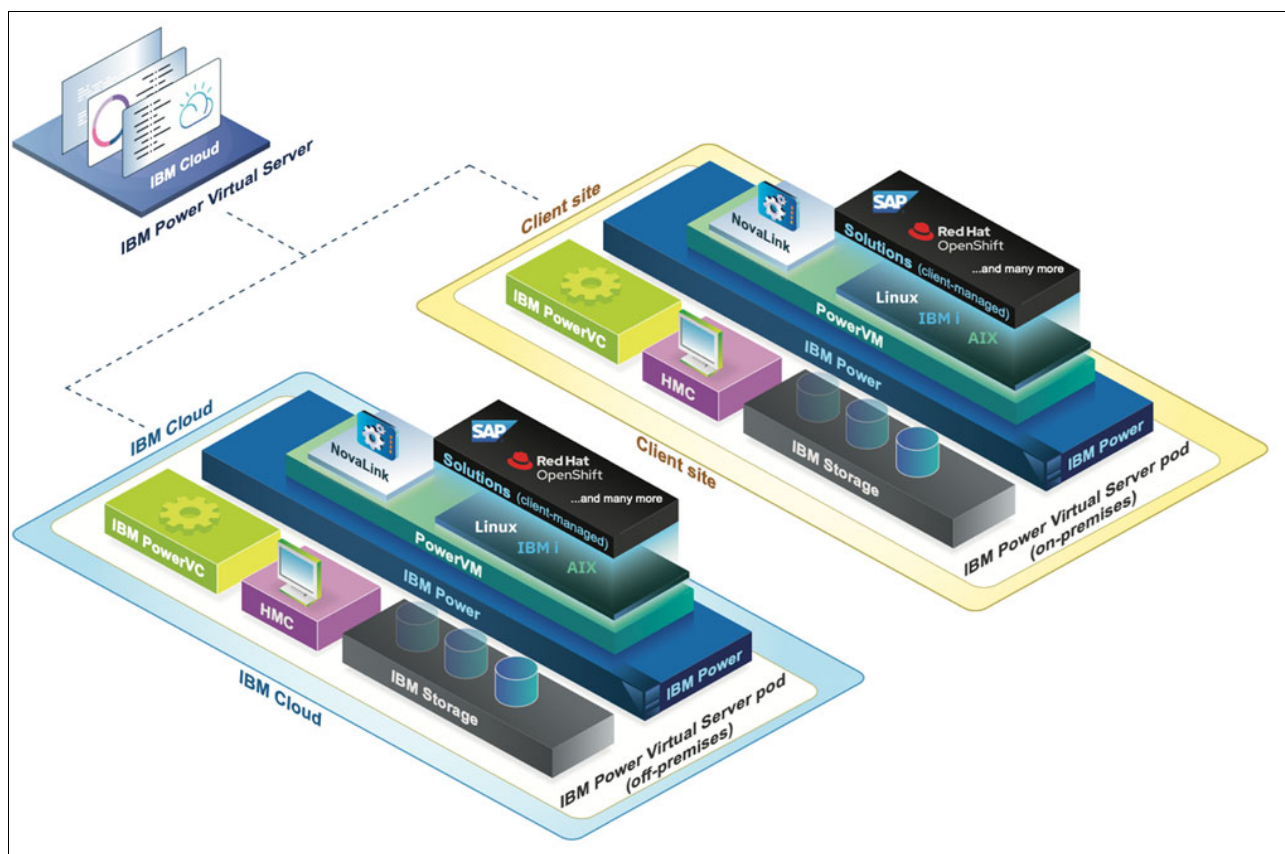 IBM Cloud
IBM Power Virtual Server
Client site
NovaLink
SAP
Red Hat
OpenShift
...and many more
Solutions (client-managed)
Linux
IBM i
AIX
PowerVM
IBM Power
IBM Power
IBM PowerVC
HMC
IBM Storage
Client site
IBM Power Virtual Server pod
(on-premises)
IBM Cloud
NovaLink
SAP
Red Hat
OpenShift
...and many more
Solutions (client-managed)
Linux
IBM i
AIX
PowerVM
IBM Power
IBM Power
IBM PowerVC
HMC
IBM Storage
IBM Cloud
IBM Power Virtual Server pod
(off-premises)